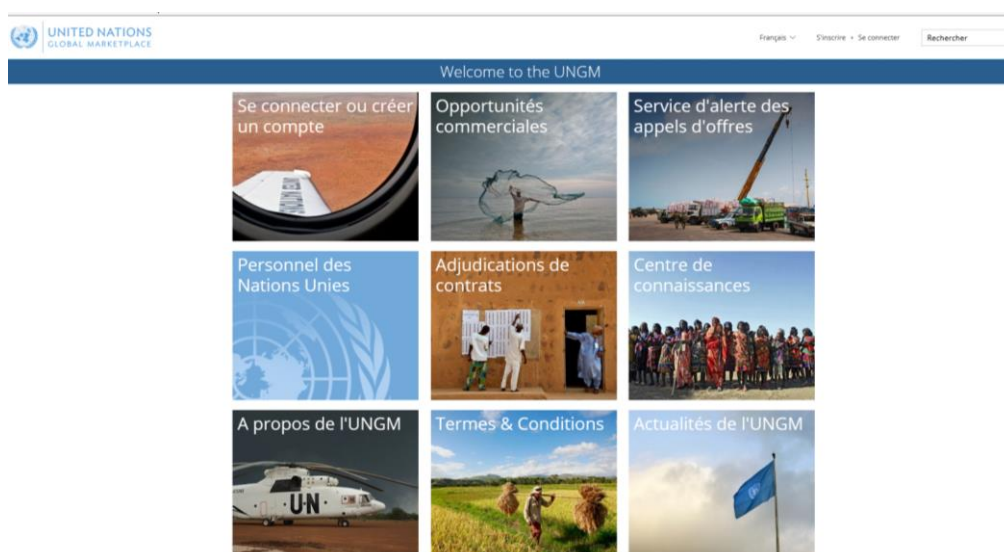 UNITED NATIONS
GLOBAL MARKETPLACE
Français
S'inscrire • Se connecter
Rechercher
Welcome to the UNGM
Se connecter ou créer
un compte
Opportunités
commerciales
Service d'alerte des
appels d'offres
Personnel des
Nations Unies
Adjudications de
contrats
Centre de
connaissances
A propos de l'UNGM
UN
Termes & Conditions
Actualités de l'UNGM